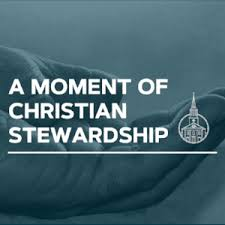 A MOMENT OF
CHRISTIAN
STEWARDSHIP